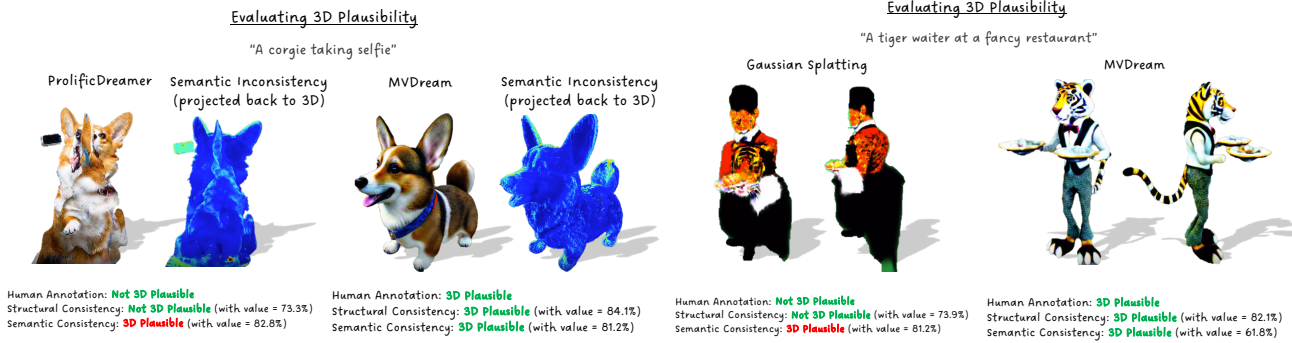 Evaluating 3D Plausibility
"A corgie taking selfie"
ProlificDreamer
Semantic Inconsistency
(projected back to 3D)
MVDream
Semantic Inconsistency
(projected back to 3D)
Human Annotation: Not 3D Plausible
Structural Consistency: Not 3D Plausible (with value = 73.3%)
Semantic Consistency: 3D Plausible (with value = 82.8%)
Human Annotation: 3D Plausible
Structural Consistency: 3D Plausible (with value = 84.1%)
Semantic Consistency: 3D Plausible (with value = 81.2%)
Evaluating 3D Plausibility
"A tiger waiter at a fancy restaurant"
Gaussian Splatting
MVDream
Human Annotation: Not 3D Plausible
Structural Consistency: Not 3D Plausible (with value = 73.9%)
Semantic Consistency: 3D Plausible (with value = 81.2%)
Human Annotation: 3D Plausible
Structural Consistency: 3D Plausible (with value = 82.1%)
Semantic Consistency: 3D Plausible (with value = 61.8%)